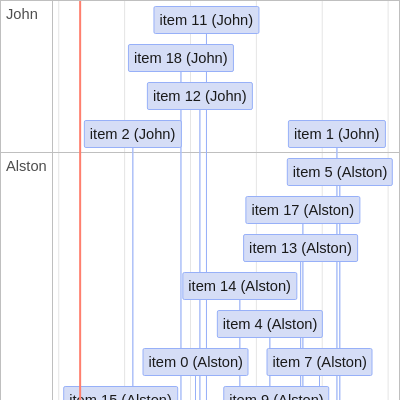 John
item 11 (John)
item 18 (John)
item 12 (John)
item 2 (John)
item 1 (John)
Alston
item 5 (Alston)
item 17 (Alston)
item 13 (Alston)
item 14 (Alston)
item 4 (Alston)
item 0 (Alston)
item 7 (Alston)
item 15 (Alston)
item 9 (Alston)